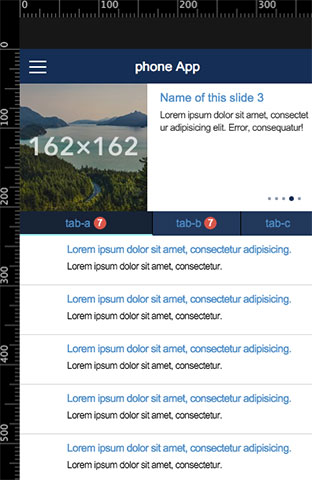 0 100 200 300
0
100
200
300
400
500
phone App
162×162
Name of this slide 3
Lorem ipsum dolor sit amet, consectet
ur adipisicing elit. Error, consequatur!
tab-a 7 tab-b 7 tab-c
Lorem ipsum dolor sit amet, consectetur adipisicing.
Lorem ipsum dolor sit amet, consectetur.
Lorem ipsum dolor sit amet, consectetur adipisicing.
Lorem ipsum dolor sit amet, consectetur.
Lorem ipsum dolor sit amet, consectetur adipisicing.
Lorem ipsum dolor sit amet, consectetur.
Lorem ipsum dolor sit amet, consectetur adipisicing.
Lorem ipsum dolor sit amet, consectetur.
Lorem ipsum dolor sit amet, consectetur adipisicing.
Lorem ipsum dolor sit amet, consectetur.